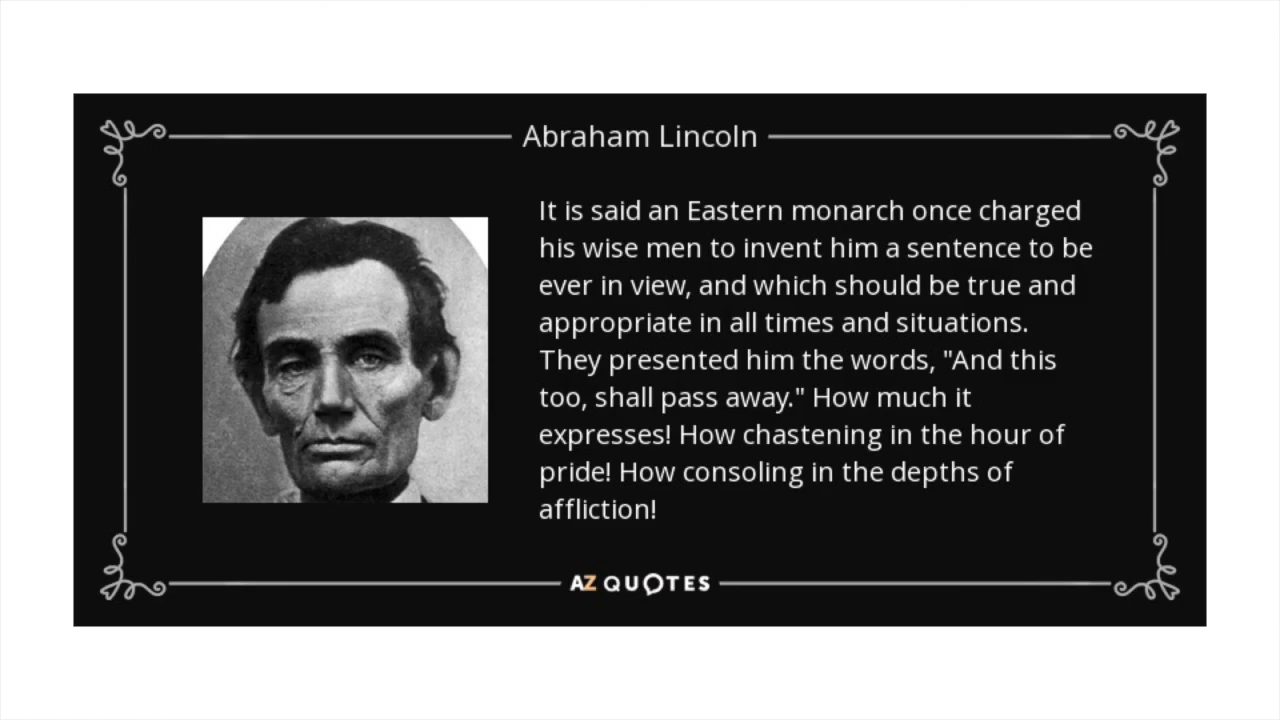 Abraham Lincoln
It is said an Eastern monarch once charged
his wise men to invent him a sentence to be
ever in view, and which should be true and
appropriate in all times and situations.
They presented him the words, "And this
too, shall pass away." How much it
expresses! How chastening in the hour of
pride! How consoling in the depths of
affliction!
AZ QUOTES